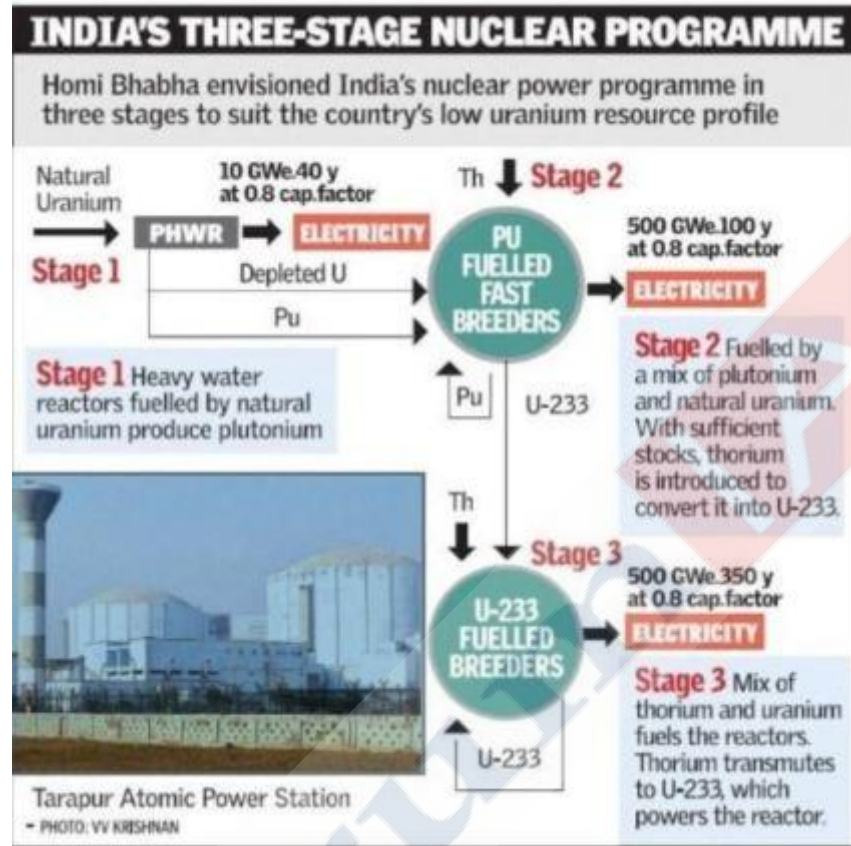 INDIA'S THREE-STAGE NUCLEAR PROGRAMME
Homi Bhabha envisioned India's nuclear power programme in
three stages to suit the country's low uranium resource profile
Natural
Uranium
Stage 1
PHWR
10 GWe.40 y
at 0.8 cap.factor
ELECTRICITY
Depleted U
Pu
Th
Stage 2
PU
FUELLED
FAST
BREEDERS
500 GWe.100 y
at 0.8 cap.factor
ELECTRICITY
Stage 1 Heavy water
reactors fuelled by natural
uranium produce plutonium
Pu
U-233
Stage 2 Fuelled by
a mix of plutonium
and natural uranium.
With sufficient
stocks, thorium
is introduced to
convert it into U-233.
Th
Stage 3
U-233
FUELLED
BREEDERS
500 GWe.350 y
at 0.8 cap.factor
ELECTRICITY
U-233
Stage 3 Mix of
thorium and uranium
fuels the reactors.
Thorium transmutes
to U-233, which
powers the reactor.
Tarapur Atomic Power Station
- PHOTO: VV KRISHNAN